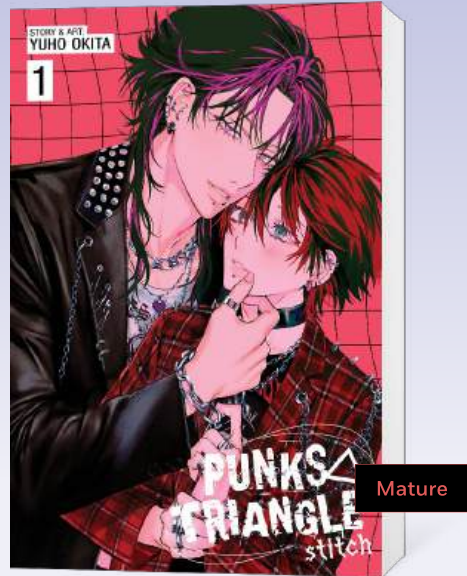 STORY & ART
YUHO OKITA
1
PUNKS
TRIANGLE
stitch
Mature